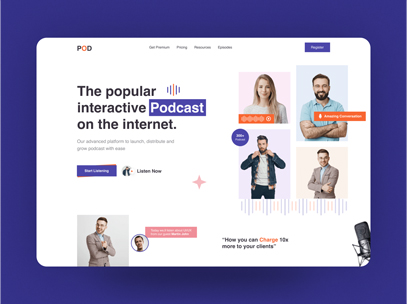 POD
Get Premium
Pricing
Resources
Episodes
Register
The popular
interactive Podcast
on the internet.
Our advanced platform to launch, distribute and
grow podcast with ease
Start Listening
Listen Now
300+
Amazing Conversation
"How you can Charge 10x
more to your clients"